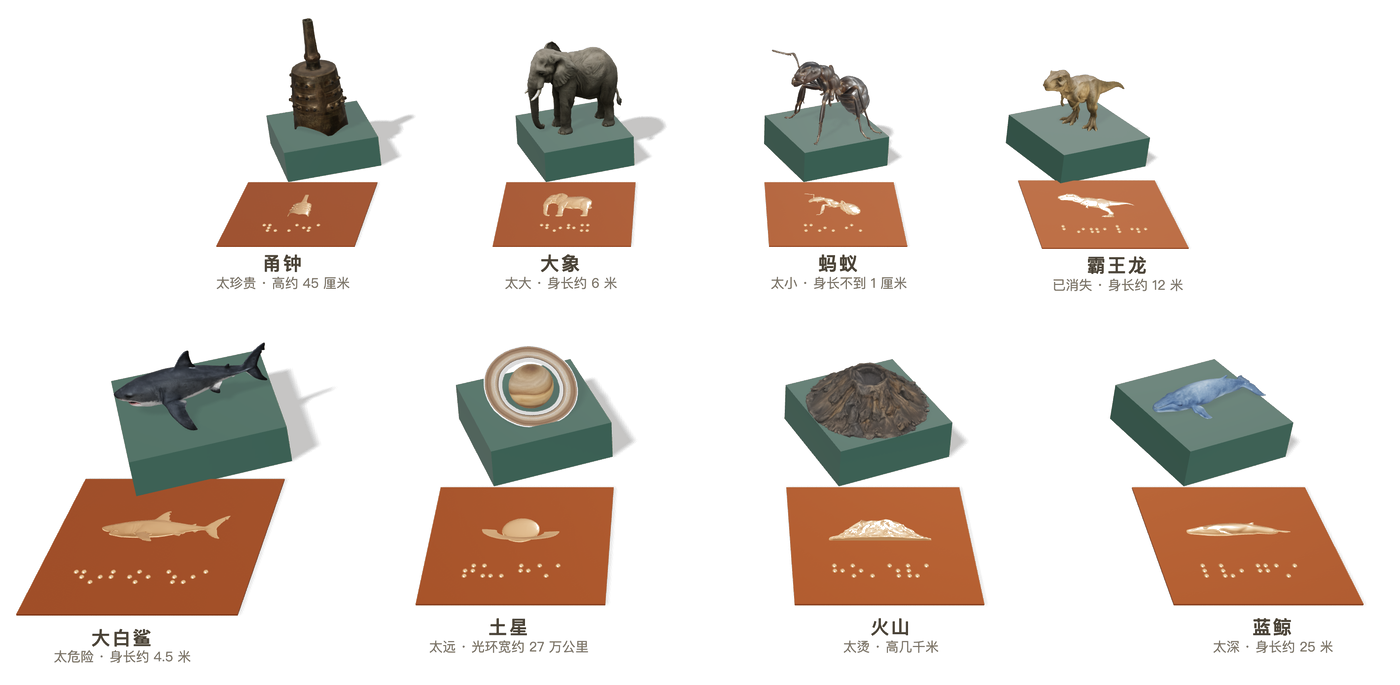 甬钟
太珍贵 · 高约 45 厘米
大象
太大 · 身长约 6 米
蚂蚁
太小 · 身长不到 1 厘米
霸王龙
已消失 · 身长约 12 米
大白鲨
太危险 · 身长约 4.5 米
土星
太远 · 光环宽约 27 万公里
火山
太烫 · 高几千米
蓝鲸
太深 · 身长约 25 米